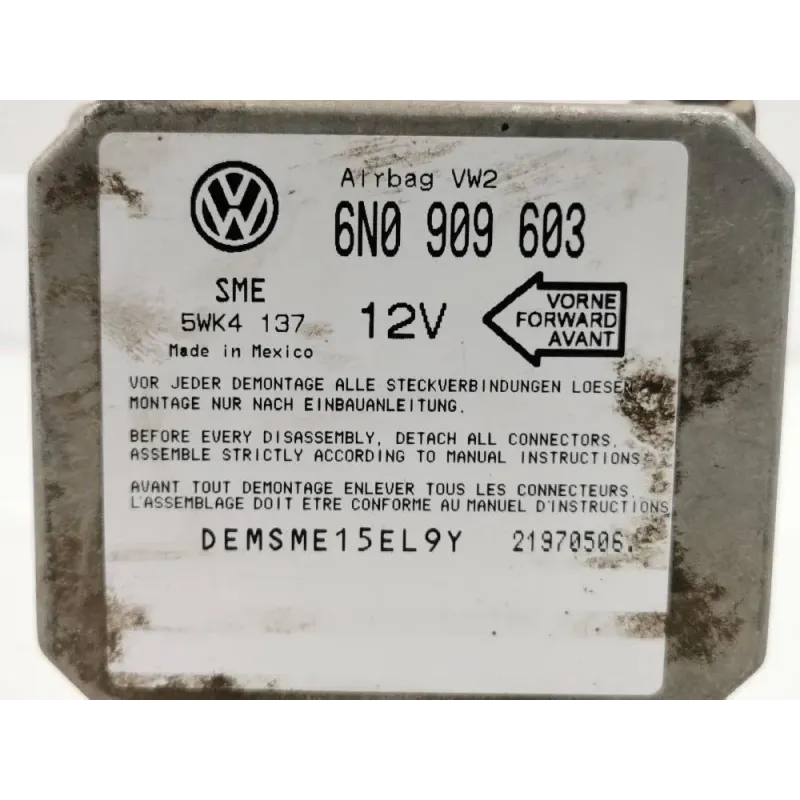 Airbag VW2
6N0 909 603
SME
5WK4 137
Made in Mexico
12V
VORNE
FORWARD
AVANT
VOR JEDER DEMONTAGE ALLE STECKVERBINDUNGEN LOESEN
MONTAGE NUR NACH EINBAUANLEITUNG.
BEFORE EVERY DISASSEMBLY, DETACH ALL CONNECTORS.
ASSEMBLE STRICTLY ACCORDING TO MANUAL INSTRUCTIONS.
AVANT TOUT DEMONTAGE ENLEVER TOUS LES CONNECTEURS.
L'ASSEMBLAGE DOIT ETRE CONFORME AU MANUEL D'INSTRUCTIONS
DEMSME15EL9Y 21970506.